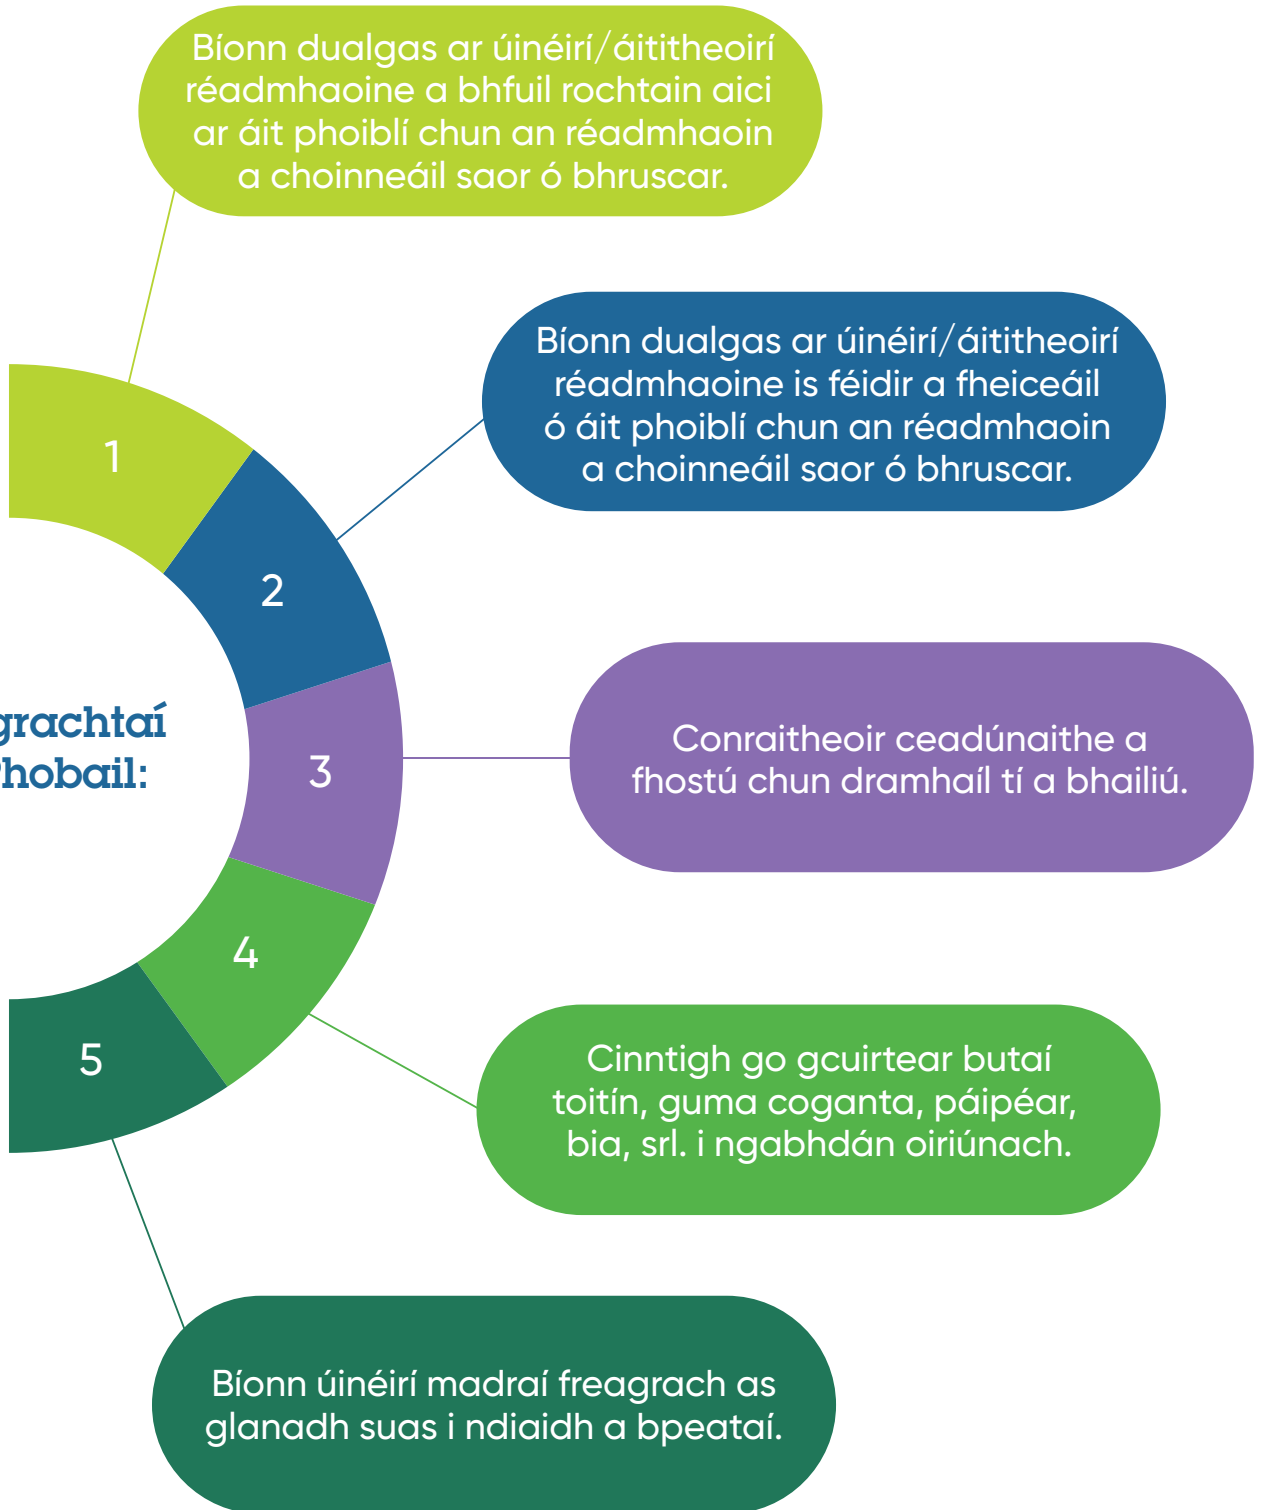 Bíonn dualgas ar úinéirí/áititheoirí
réadmhaoine a bhfuil rochtain aici
ar áit phoiblí chun an réadmhaoin
a choinneáil saor ó bhruscar.
1
Bíonn dualgas ar úinéirí/áititheoirí
réadmhaoine is féidir a fheiceáil
ó áit phoiblí chun an réadmhaoin
a choinneáil saor ó bhruscar.
2
grachtaí
Phobail:
3
Conraitheoir ceadúnaithe a
fhostú chun dramhaíl tí a bhailiú.
4
Cinntigh go gcuirtear butaí
toitín, guma coganta, páipéar,
bia, srl. i ngabhdán oiriúnach.
5
Bíonn úinéirí madraí freagrach as
glanadh suas i ndiaidh a bpeataí.